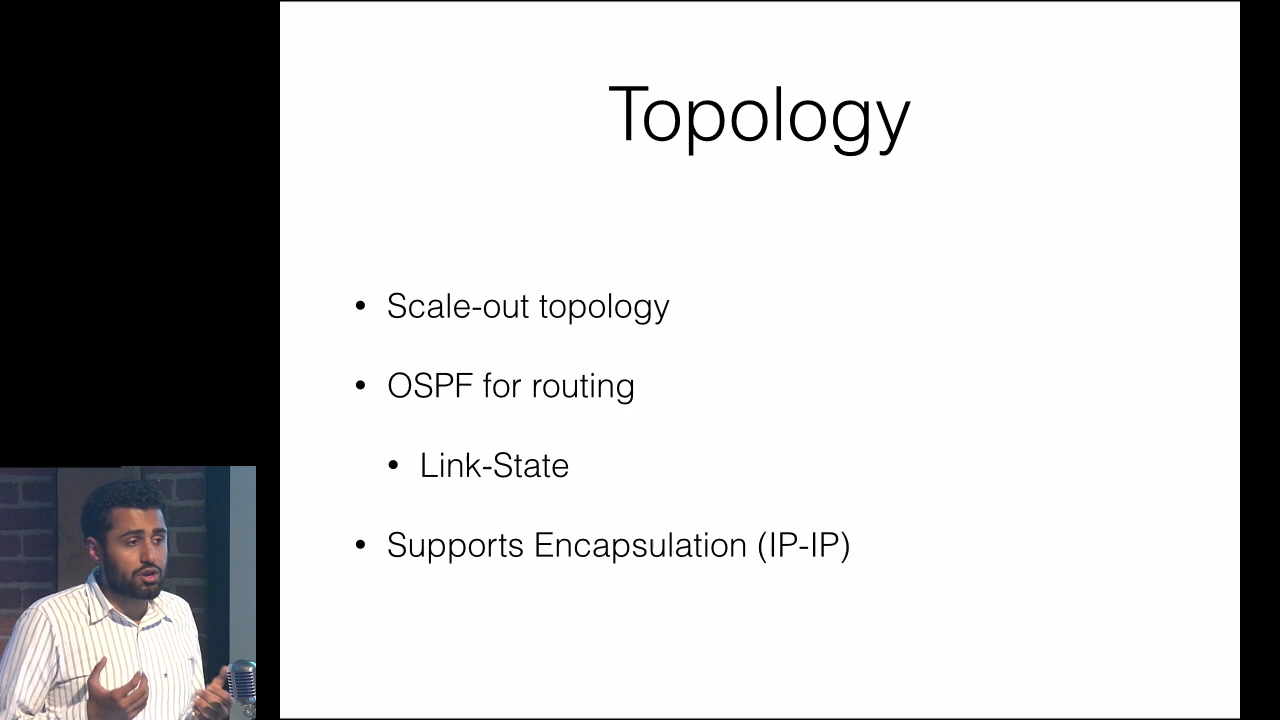 Topology
• Scale-out topology
• OSPF for routing
• Link-State
• Supports Encapsulation (IP-IP)